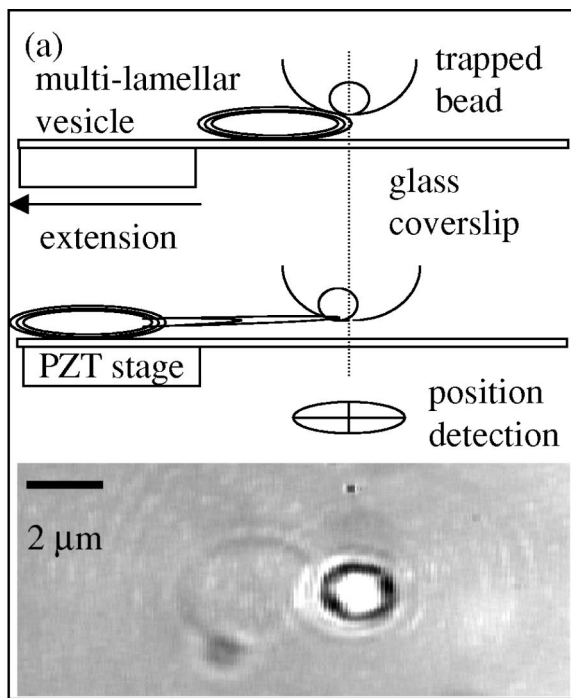 (a)
multi-lamellar
vesicle
trapped
bead
glass
coverslip
extension
PZT stage
position
detection
2 μm